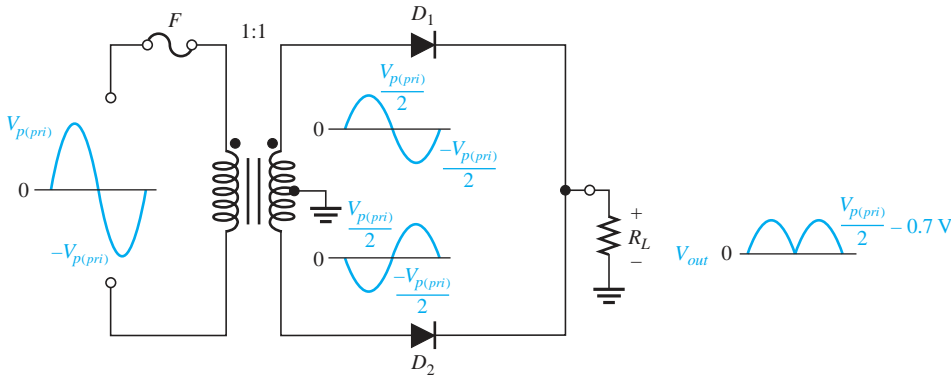 F
1:1
D1
Vp(pri)
0
–Vp(pri)
Vp(pri)/2
0
–Vp(pri)/2
Vp(pri)/2
0
–Vp(pri)/2
D2
+
RL
–
Vout 0
Vp(pri)/2 – 0.7 V